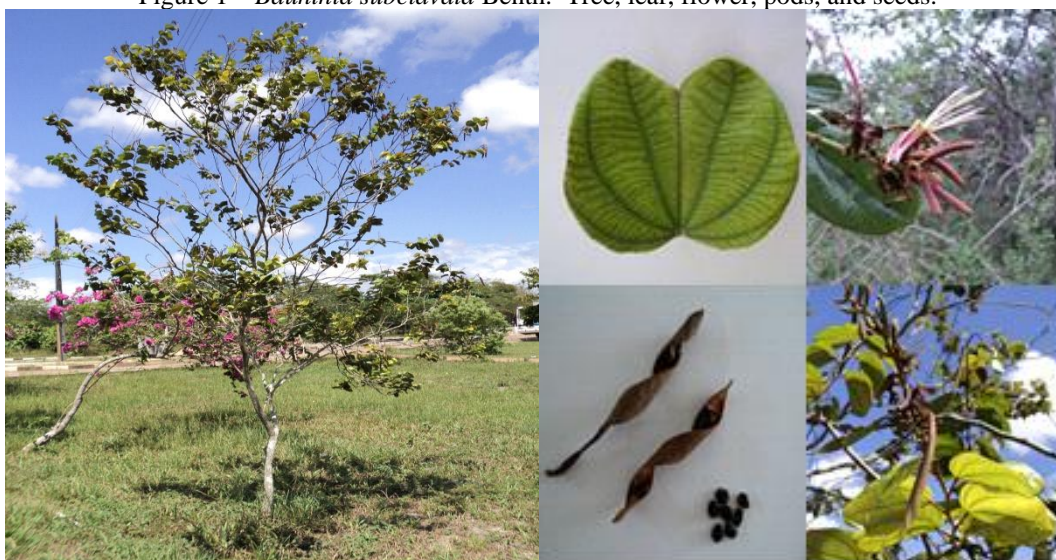 Figure 1 – Bauhinia subclavata Benth. Tree, leaf, flower, pods, and seeds.